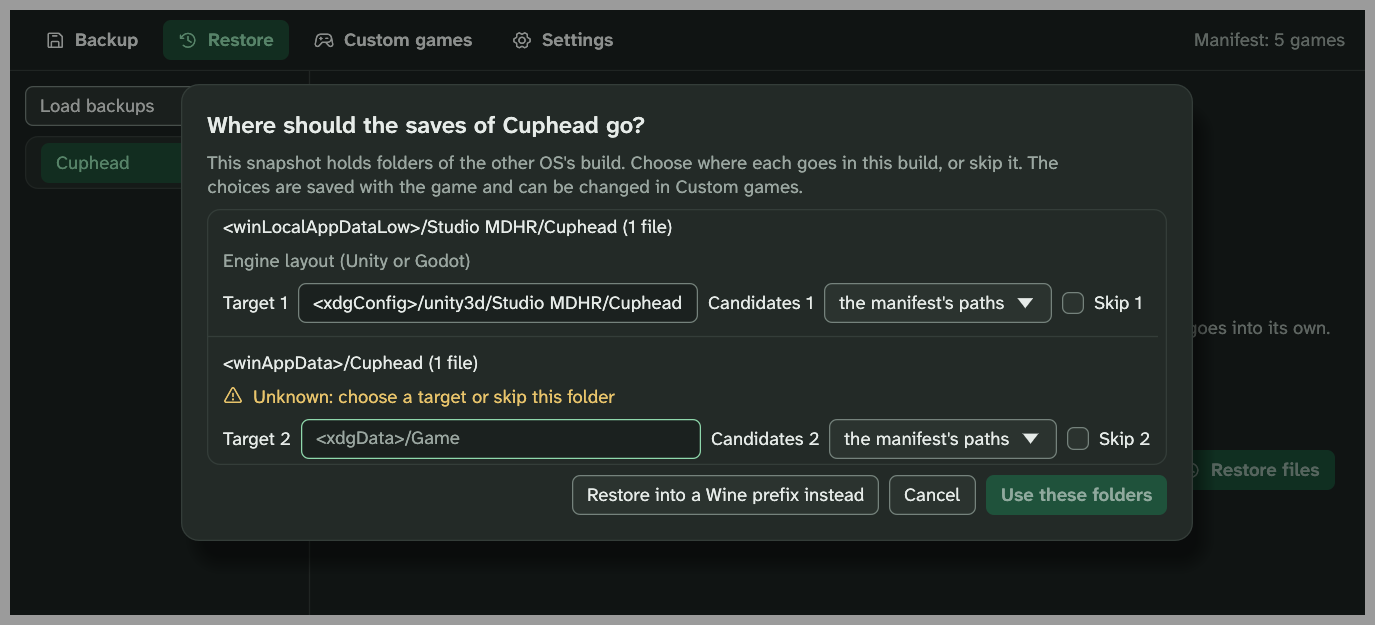 Backup
Restore
Custom games
Settings
Manifest: 5 games
Load backups
Cuphead
Where should the saves of Cuphead go?
This snapshot holds folders of the other OS's build. Choose where each goes in this build, or skip it. The
choices are saved with the game and can be changed in Custom games.
<winLocalAppDataLow>/Studio MDHR/Cuphead (1 file)
Engine layout (Unity or Godot)
Target 1 <xdgConfig>/unity3d/Studio MDHR/Cuphead Candidates 1 the manifest's paths Skip 1
goes into its own.
<winAppData>/Cuphead (1 file)
Unknown: choose a target or skip this folder
Target 2 <xdgData>/Game Candidates 2 the manifest's paths Skip 2
Restore files
Restore into a Wine prefix instead
Cancel
Use these folders